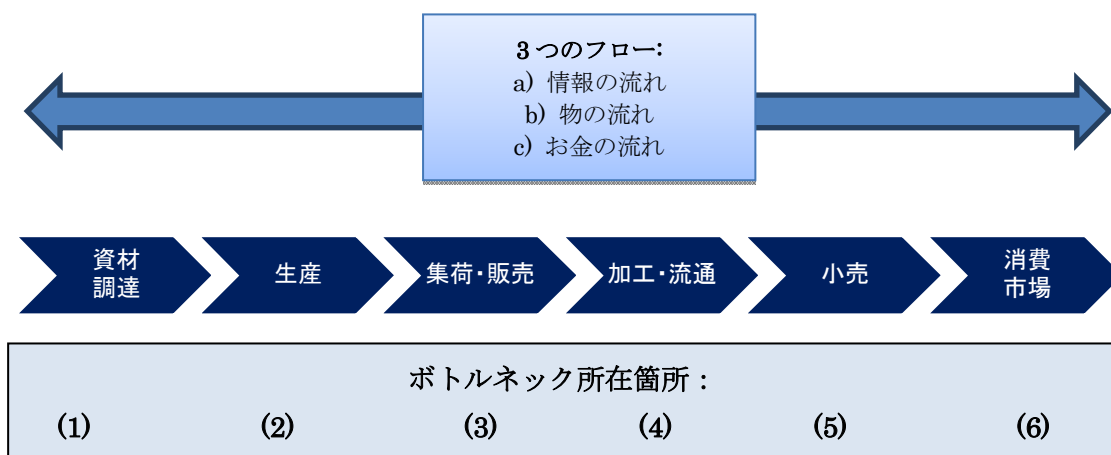 3つのフロー:
a) 情報の流れ
b) 物の流れ
c) お金の流れ
資材
調達
生産
集荷・販売
加工・流通
小売
消費
市場
ボトルネック所在箇所：
(1) (2) (3) (4) (5) (6)